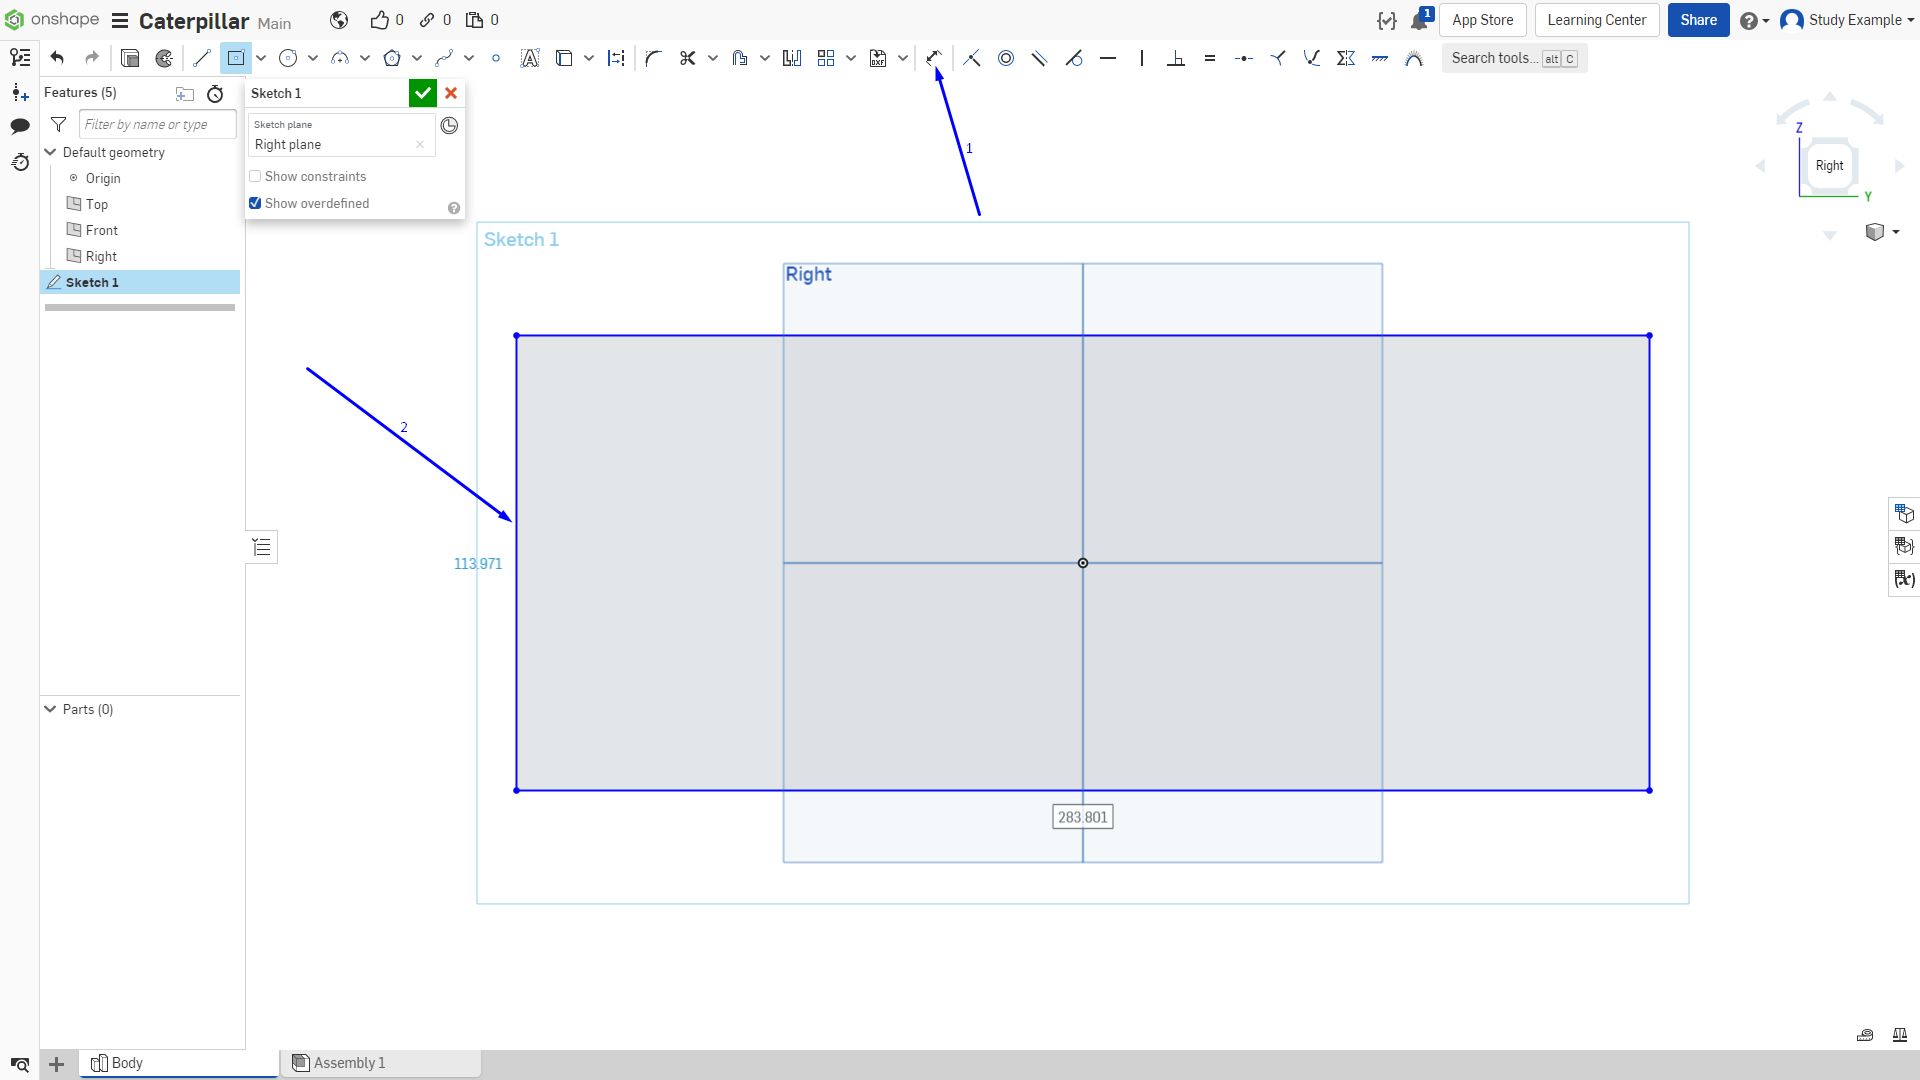 onshape Caterpillar Main 0 0 0 1 App Store Learning Center Share Study Example
Search tools... alt C
Features (5)
Filter by name or type
Default geometry
Origin
Top
Front
Right
Sketch 1
Parts (0)
Sketch 1
Sketch plane
Right plane
Show constraints
Show overdefined
1
Z
Right
Y
Sketch 1
Right
2
113.971
283.801
Body Assembly 1